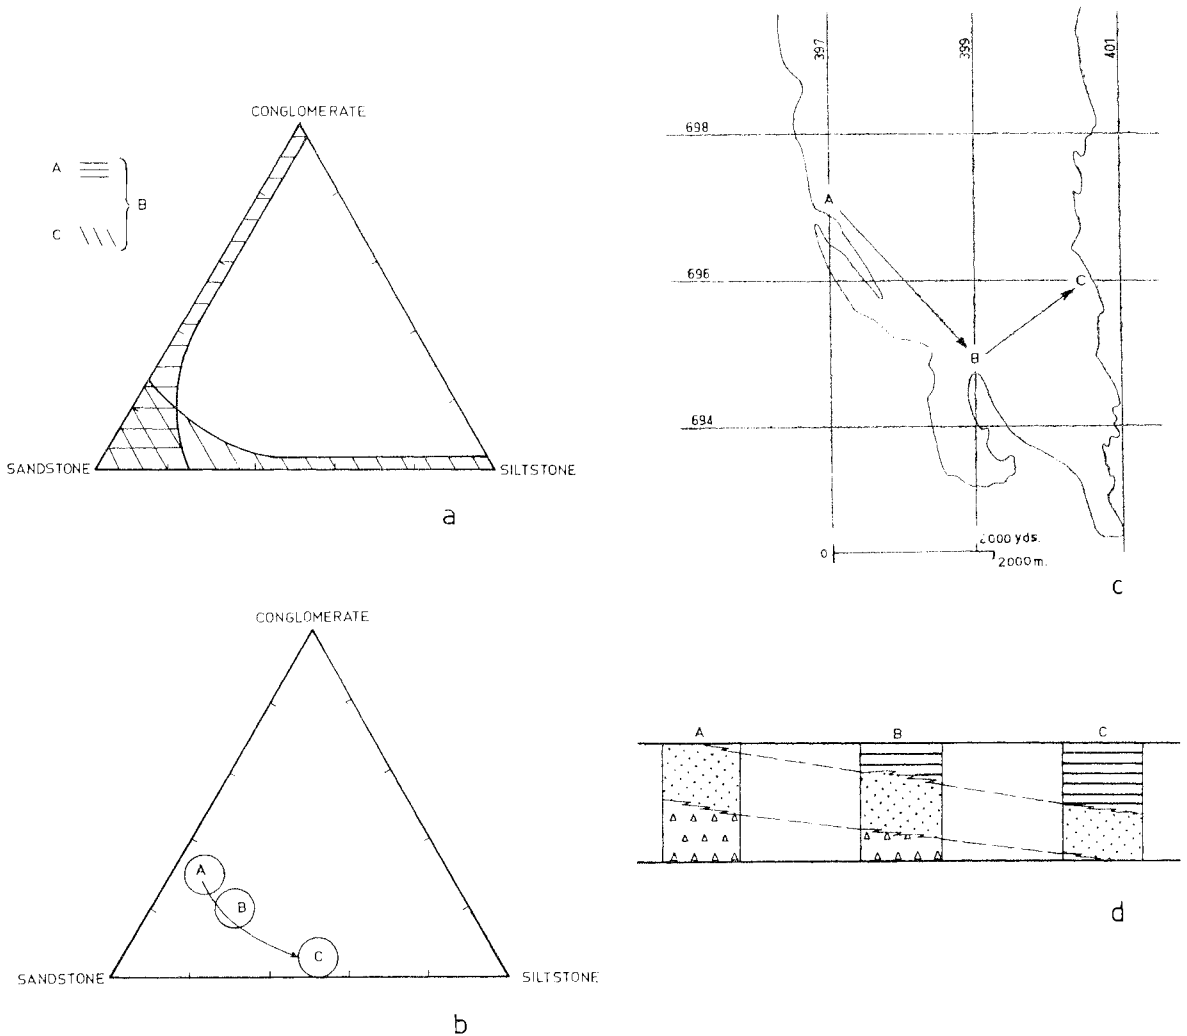 CONGLOMERATE
A
B
C
SANDSTONE
SILTSTONE
a
397
399
401
698
A
696
C
B
694
0
2000 yds.
2000 m.
c
CONGLOMERATE
A
B
C
SANDSTONE
SILTSTONE
b
A
B
C
d